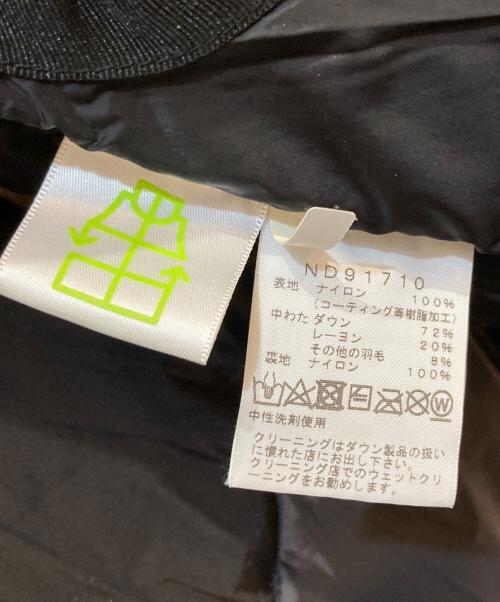 ND91710
表地 ナイロン 100%
(コーティング等樹脂加工)
中わた ダウン 72%
レーヨン 20%
その他の羽毛 8%
裏地 ナイロン 100%
中性洗剤使用
クリーニングはダウン製品の扱い
に慣れた店にお出し下さい。
クリーニング店でのウェットクリ
ーニングをお勧めします。